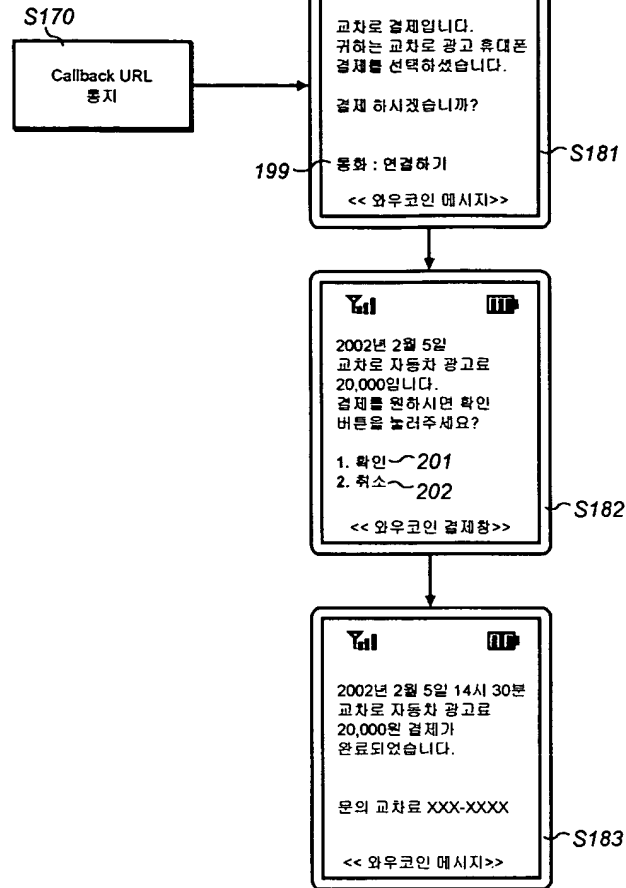 S170
Callback URL
통지
교차로 결제입니다.
귀하는 교차로 광고 휴대폰
결제를 선택하셨습니다.
결제 하시겠습니까?
199
통화 : 연결하기
S181
<< 와우코인 메시지>>
2002년 2월 5일
교차로 자동차 광고료
20,000입니다.
결제를 원하시면 확인
버튼을 눌러주세요?
1. 확인 201
2. 취소 202
S182
<< 와우코인 결제창>>
2002년 2월 5일 14시 30분
교차로 자동차 광고료
20,000원 결제가
완료되었습니다.
문의 교차료 XXX-XXXX
S183
<< 와우코인 메시지>>